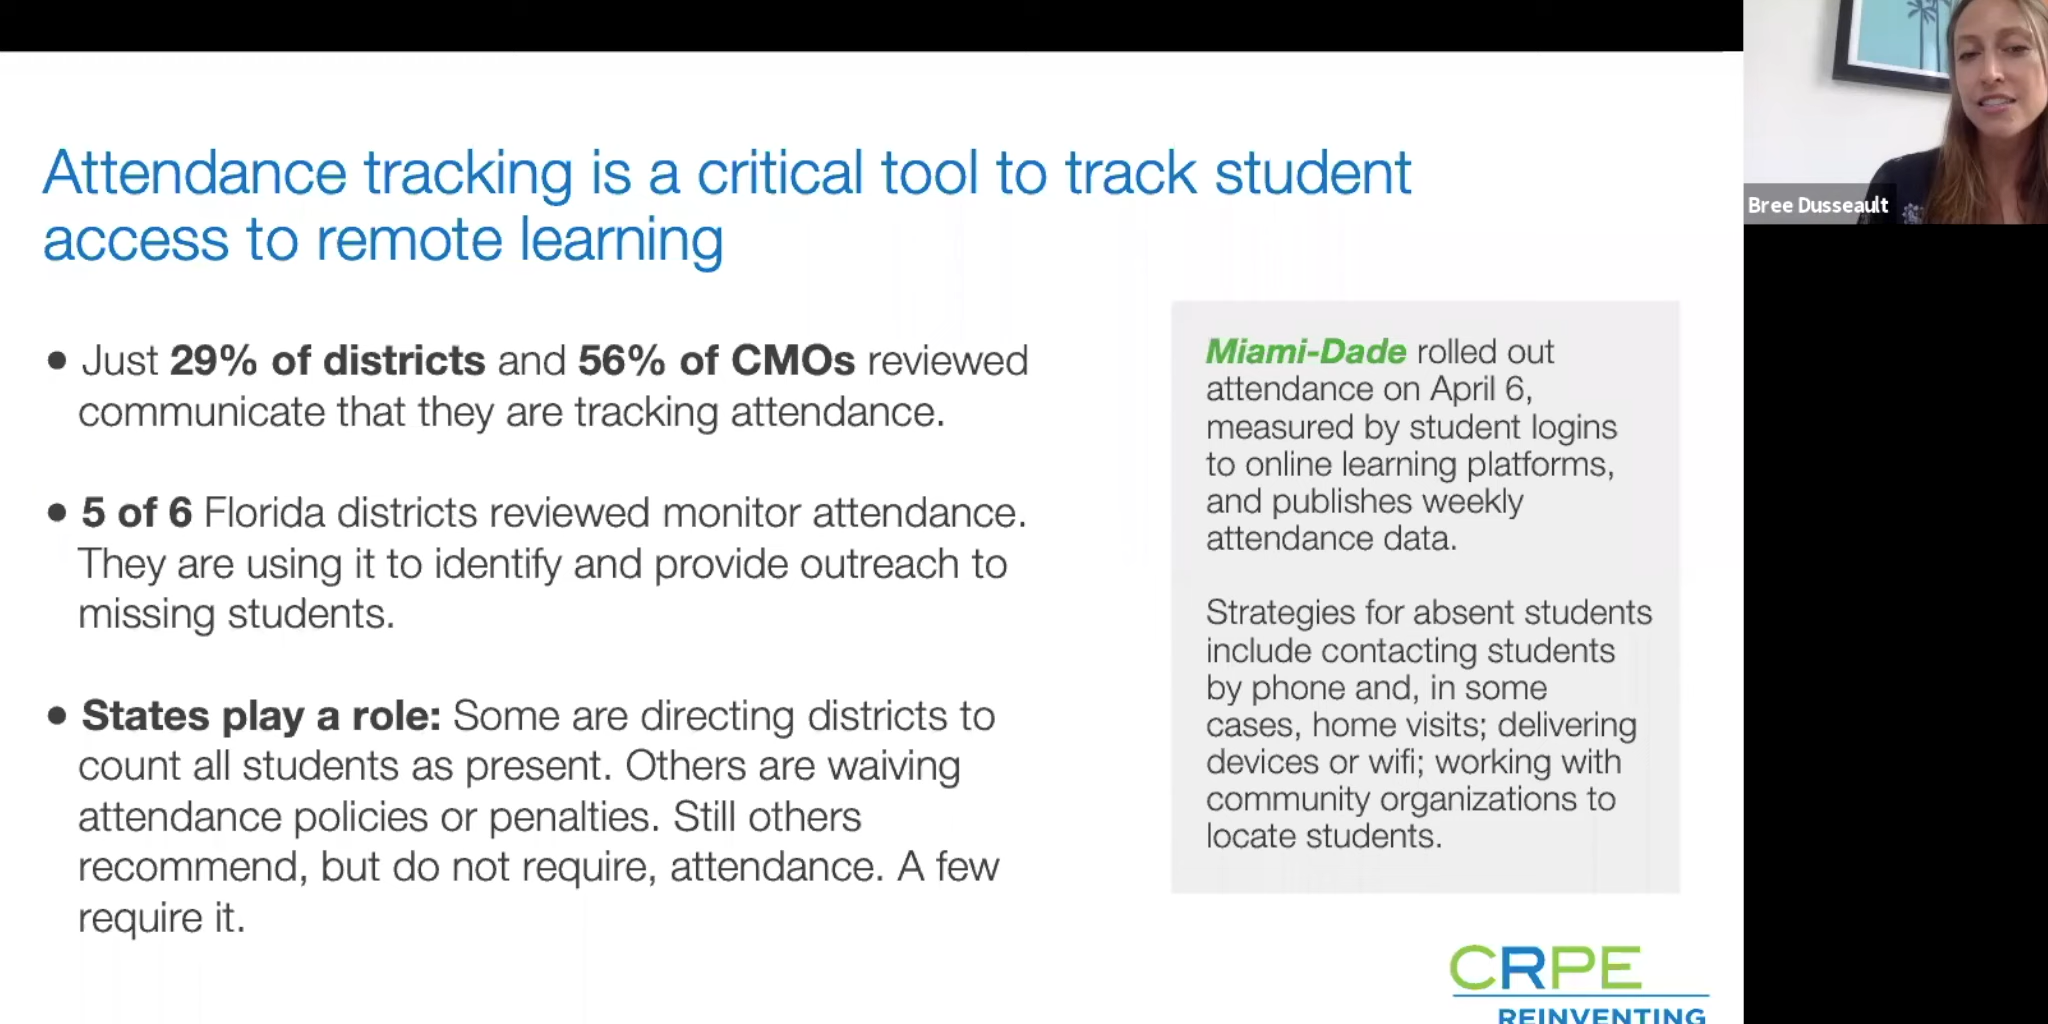 Attendance tracking is a critical tool to track student
access to remote learning
● Just 29% of districts and 56% of CMOs reviewed
communicate that they are tracking attendance.
● 5 of 6 Florida districts reviewed monitor attendance.
They are using it to identify and provide outreach to
missing students.
● States play a role: Some are directing districts to
count all students as present. Others are waiving
attendance policies or penalties. Still others
recommend, but do not require, attendance. A few
require it.
Miami-Dade rolled out
attendance on April 6,
measured by student logins
to online learning platforms,
and publishes weekly
attendance data.
Strategies for absent students
include contacting students
by phone and, in some
cases, home visits; delivering
devices or wifi; working with
community organizations to
locate students.
CRPE
REINVENTING
Bree Dusseault